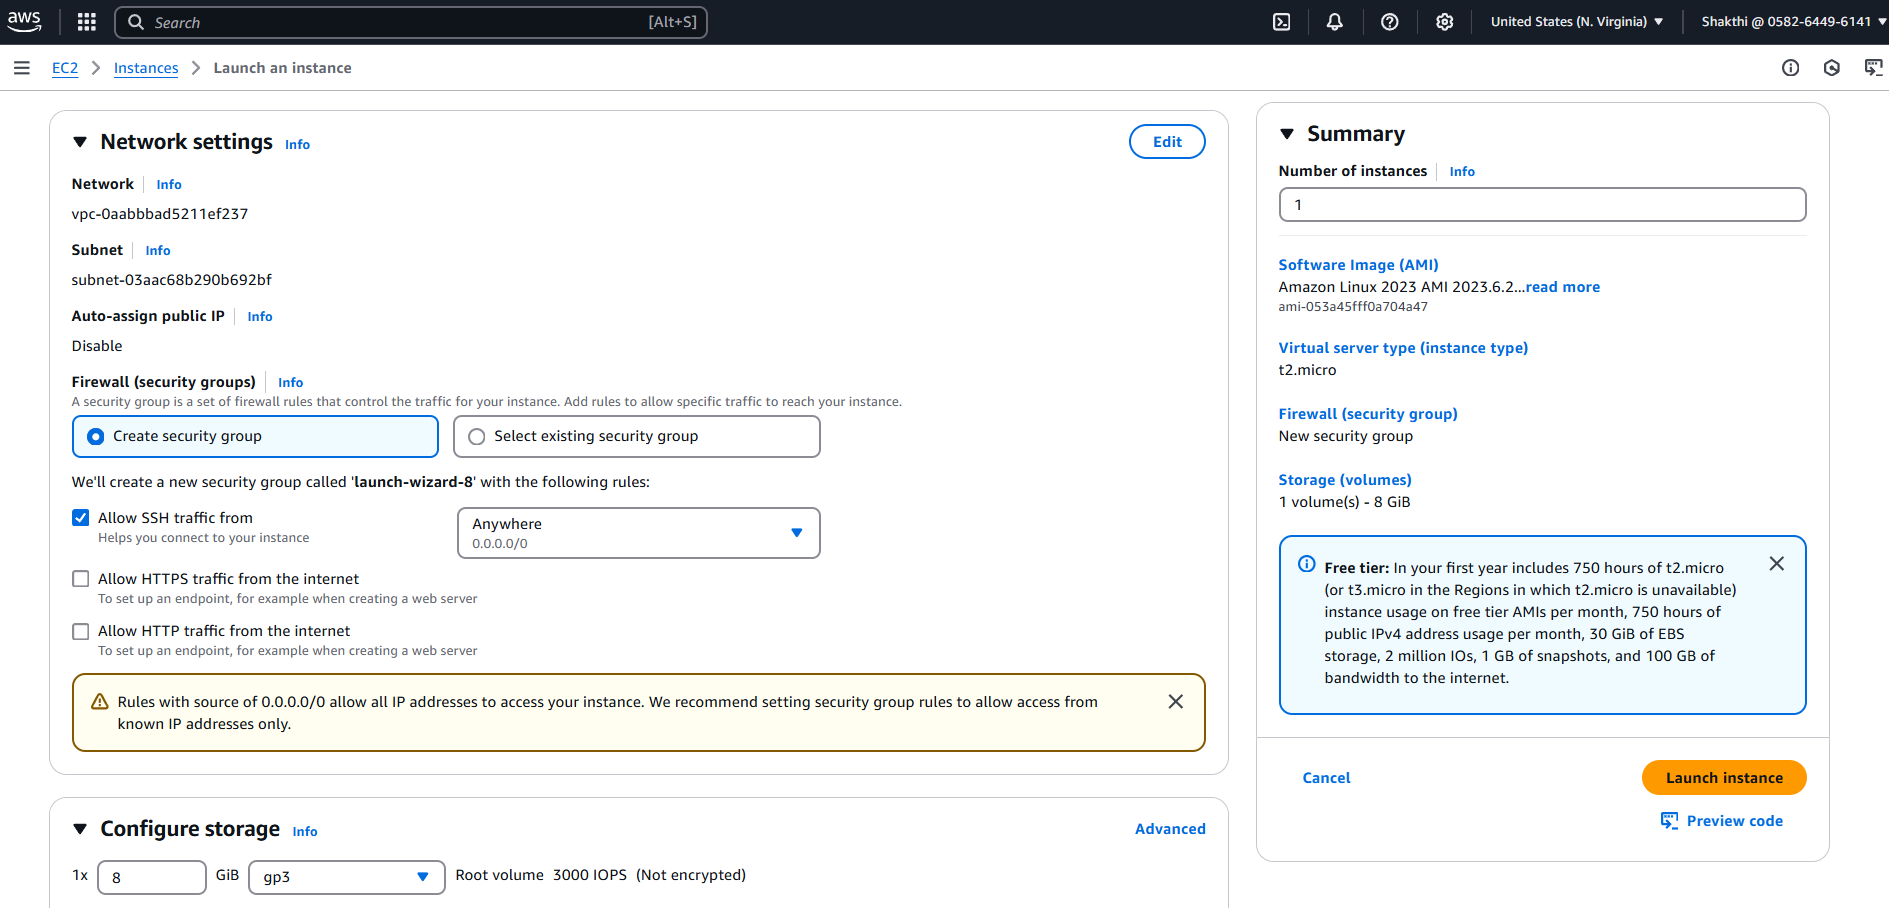 aws
Search
[Alt+S]
United States (N. Virginia)
Shakthi @ 0582-6449-6141
EC2
Instances
Launch an instance
Network settings
Info
Edit
Network
Info
vpc-0aabbbad5211ef237
Subnet
Info
subnet-03aac68b290b692bf
Auto-assign public IP
Info
Disable
Firewall (security groups)
Info
A security group is a set of firewall rules that control the traffic for your instance. Add rules to allow specific traffic to reach your instance.
Create security group
Select existing security group
We'll create a new security group called 'launch-wizard-8' with the following rules:
Allow SSH traffic from
Helps you connect to your instance
Anywhere
0.0.0.0/0
Allow HTTPS traffic from the internet
To set up an endpoint, for example when creating a web server
Allow HTTP traffic from the internet
To set up an endpoint, for example when creating a web server
Rules with source of 0.0.0.0/0 allow all IP addresses to access your instance. We recommend setting security group rules to allow access from
known IP addresses only.
Configure storage
Info
Advanced
1x
8
GiB
gp3
Root volume 3000 IOPS (Not encrypted)
Summary
Number of instances
Info
1
Software Image (AMI)
Amazon Linux 2023 AMI 2023.6.2...read more
ami-053a45fff0a704a47
Virtual server type (instance type)
t2.micro
Firewall (security group)
New security group
Storage (volumes)
1 volume(s) - 8 GiB
Free tier: In your first year includes 750 hours of t2.micro
(or t3.micro in the Regions in which t2.micro is unavailable)
instance usage on free tier AMIs per month, 750 hours of
public IPv4 address usage per month, 30 GiB of EBS
storage, 2 million IOs, 1 GB of snapshots, and 100 GB of
bandwidth to the internet.
Cancel
Launch instance
Preview code